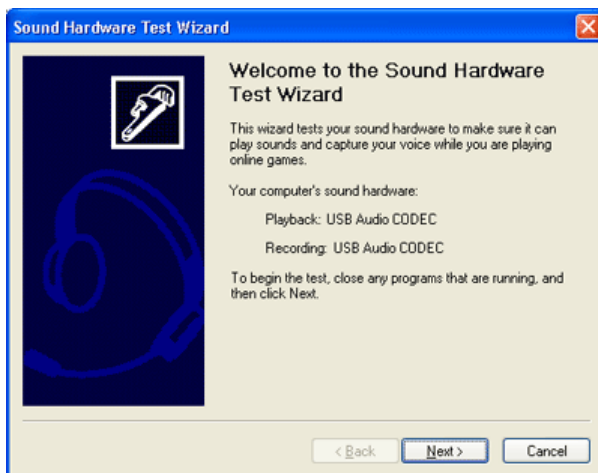 Sound Hardware Test Wizard
Welcome to the Sound Hardware
Test Wizard
This wizard tests your sound hardware to make sure it can
play sounds and capture your voice while you are playing
online games.
Your computer's sound hardware:
Playback: USB Audio CODEC
Recording: USB Audio CODEC
To begin the test, close any programs that are running, and
then click Next.
< Back
Next >
Cancel